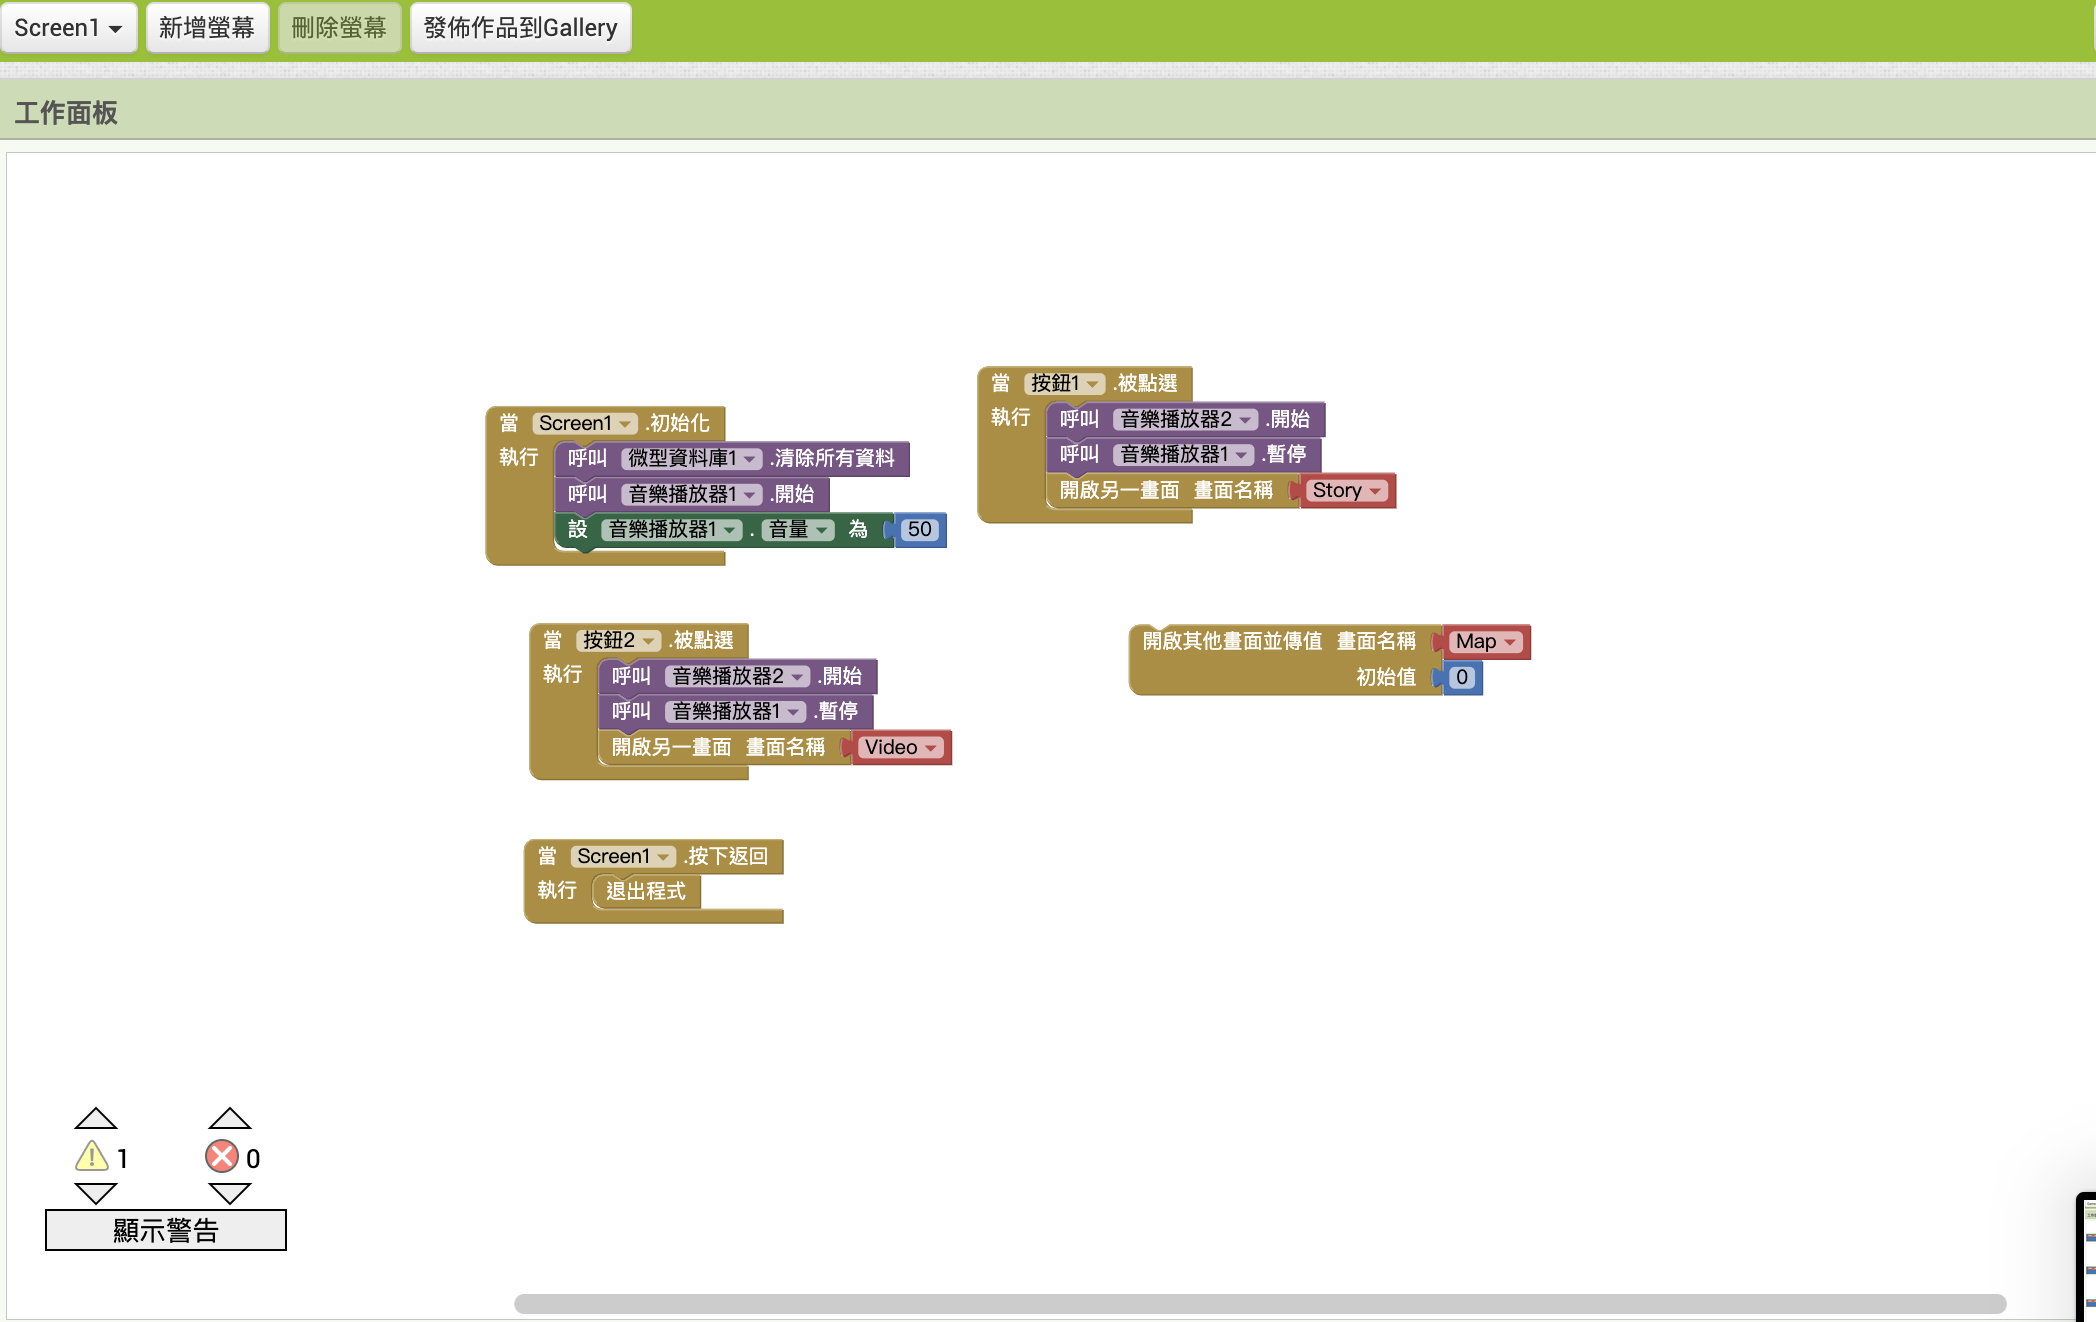 Screen1 新增螢幕 刪除螢幕 發佈作品到Gallery
工作面板
當 Screen1 .初始化
執行 呼叫 微型資料庫1 .清除所有資料
呼叫 音樂播放器1 .開始
設 音樂播放器1 . 音量 為 50
當 按鈕1 .被點選
執行 呼叫 音樂播放器2 .開始
呼叫 音樂播放器1 .暫停
開啟另一畫面 畫面名稱 Story
當 按鈕2 .被點選
執行 呼叫 音樂播放器2 .開始
呼叫 音樂播放器1 .暫停
開啟另一畫面 畫面名稱 Video
開啟其他畫面並傳值 畫面名稱 Map
初始值 0
當 Screen1 .按下返回
執行 退出程式
1 0
顯示警告